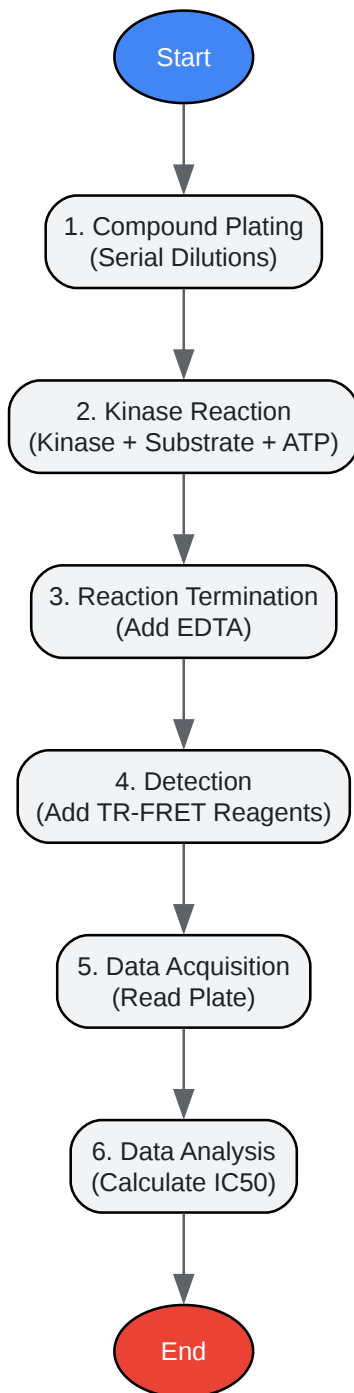 Start
1. Compound Plating
(Serial Dilutions)
2. Kinase Reaction
(Kinase + Substrate + ATP)
3. Reaction Termination
(Add EDTA)
4. Detection
(Add TR-FRET Reagents)
5. Data Acquisition
(Read Plate)
6. Data Analysis
(Calculate IC50)
End